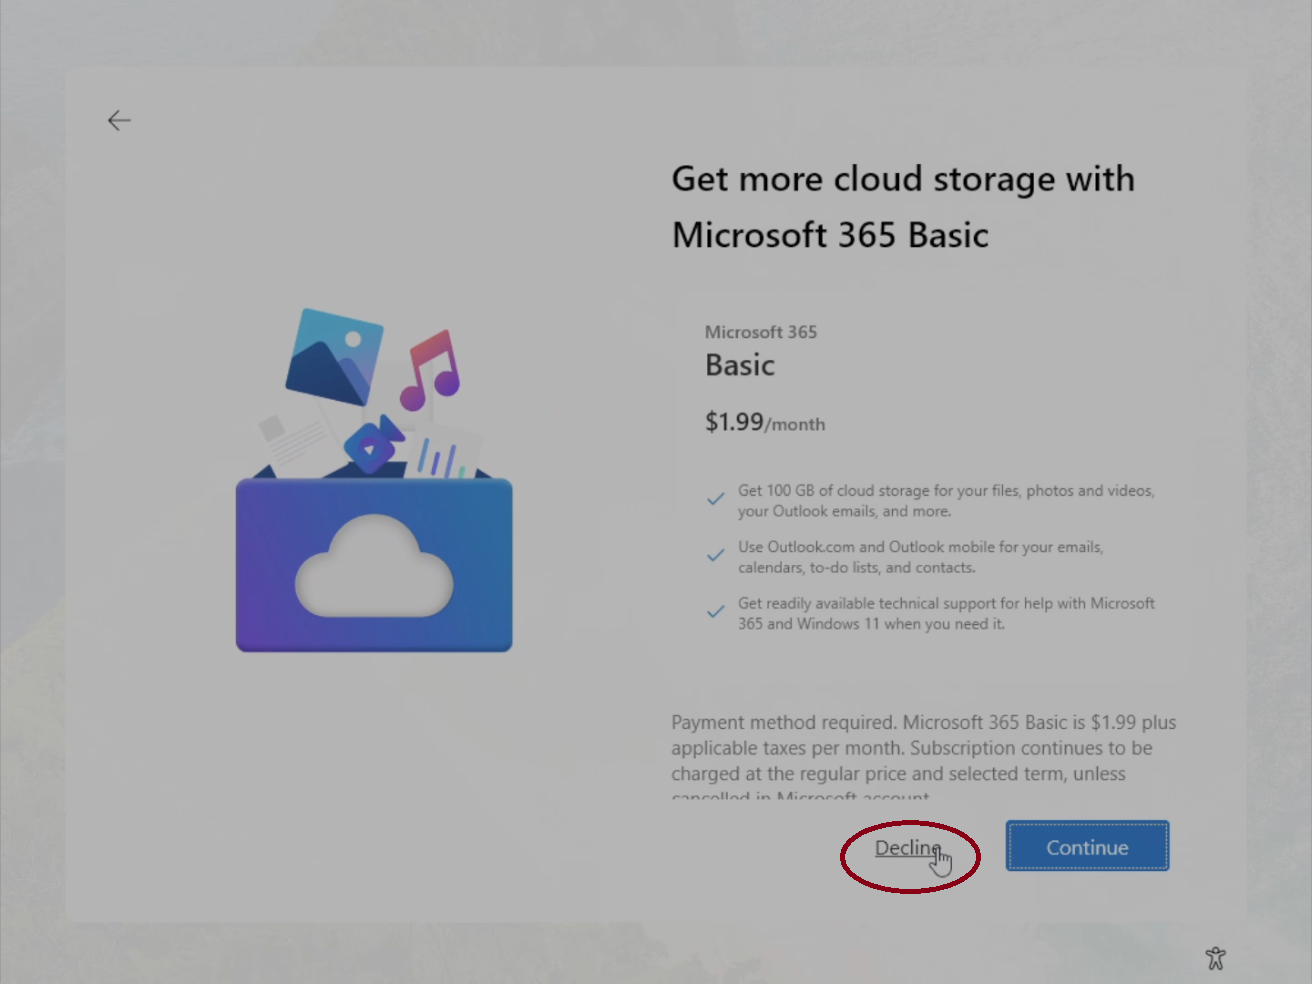 Get more cloud storage with
Microsoft 365 Basic
Microsoft 365
Basic
$1.99/month
Get 100 GB of cloud storage for your files, photos and videos,
your Outlook emails, and more.
Use Outlook.com and Outlook mobile for your emails,
calendars, to-do lists, and contacts.
Get readily available technical support for help with Microsoft
365 and Windows 11 when you need it.
Payment method required. Microsoft 365 Basic is $1.99 plus
applicable taxes per month. Subscription continues to be
charged at the regular price and selected term, unless
cancelled in Microsoft account.
Decline
Continue